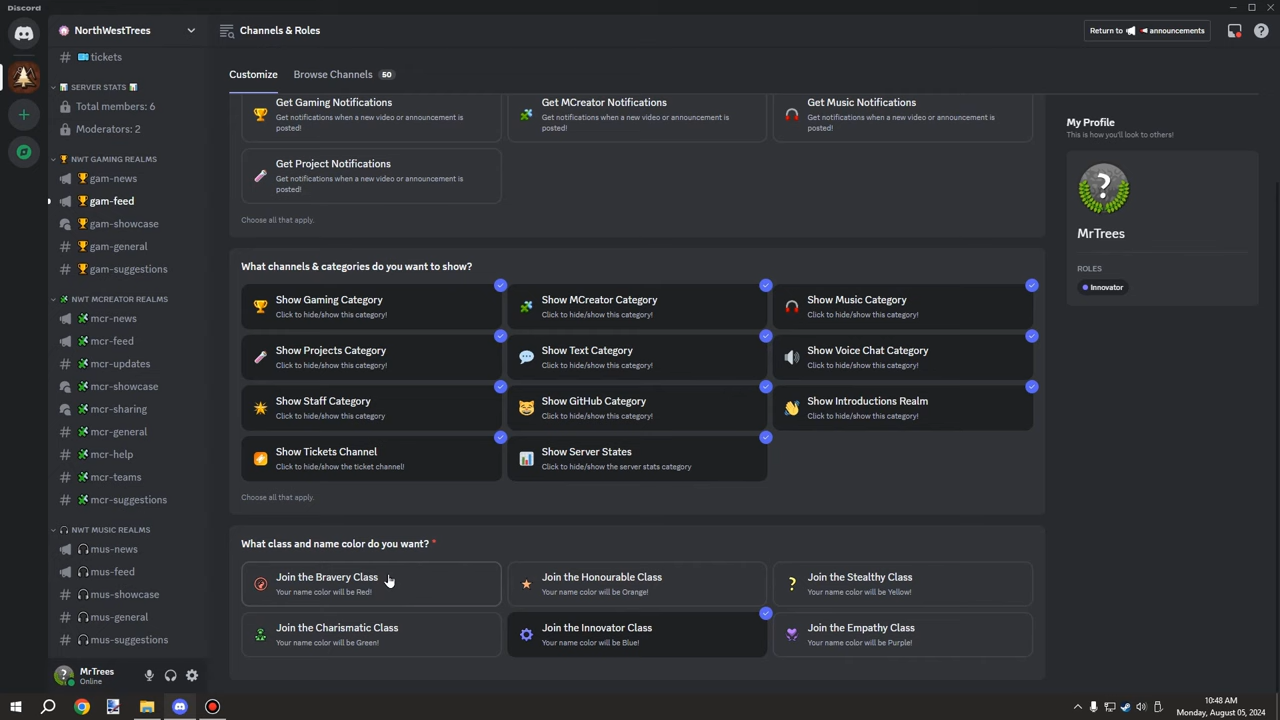 Discord
NorthWestTrees
tickets
SERVER STATS
Total members: 6
Moderators: 2
NWT GAMING REALMS
gam-news
gam-feed
gam-showcase
gam-general
gam-suggestions
NWT MCREATOR REALMS
mcr-news
mcr-feed
mcr-updates
mcr-showcase
mcr-sharing
mcr-general
mcr-help
mcr-teams
mcr-suggestions
NWT MUSIC REALMS
mus-news
mus-feed
mus-showcase
mus-general
mus-suggestions
MrTrees
Online
Channels & Roles
Return to announcements
Customize Browse Channels 50
Get Gaming Notifications
Get notifications when a new video or announcement is
posted!
Get MCreator Notifications
Get notifications when a new video or announcement is
posted!
Get Music Notifications
Get notifications when a new video or announcement is
posted!
Get Project Notifications
Get notifications when a new video or announcement is
posted!
Choose all that apply.
What channels & categories do you want to show?
Show Gaming Category
Click to hide/show this category!
Show MCreator Category
Click to hide/show this category!
Show Music Category
Click to hide/show this category!
Show Projects Category
Click to hide/show this category!
Show Text Category
Click to hide/show this category!
Show Voice Chat Category
Click to hide/show this category!
Show Staff Category
Click to hide/show this category
Show GitHub Category
Click to hide/show this category!
Show Introductions Realm
Click to hide/show this category!
Show Tickets Channel
Click to hide/show the ticket channel!
Show Server States
Click to hide/show the server stats category
Choose all that apply.
What class and name color do you want? *
Join the Bravery Class
Your name color will be Red!
Join the Honourable Class
Your name color will be Orange!
Join the Stealthy Class
Your name color will be Yellow!
Join the Charismatic Class
Your name color will be Green!
Join the Innovator Class
Your name color will be Blue!
Join the Empathy Class
Your name color will be Purple!
My Profile
This is how you'll look to others!
MrTrees
ROLES
Innovator
10:48 AM
Monday, August 05, 2024